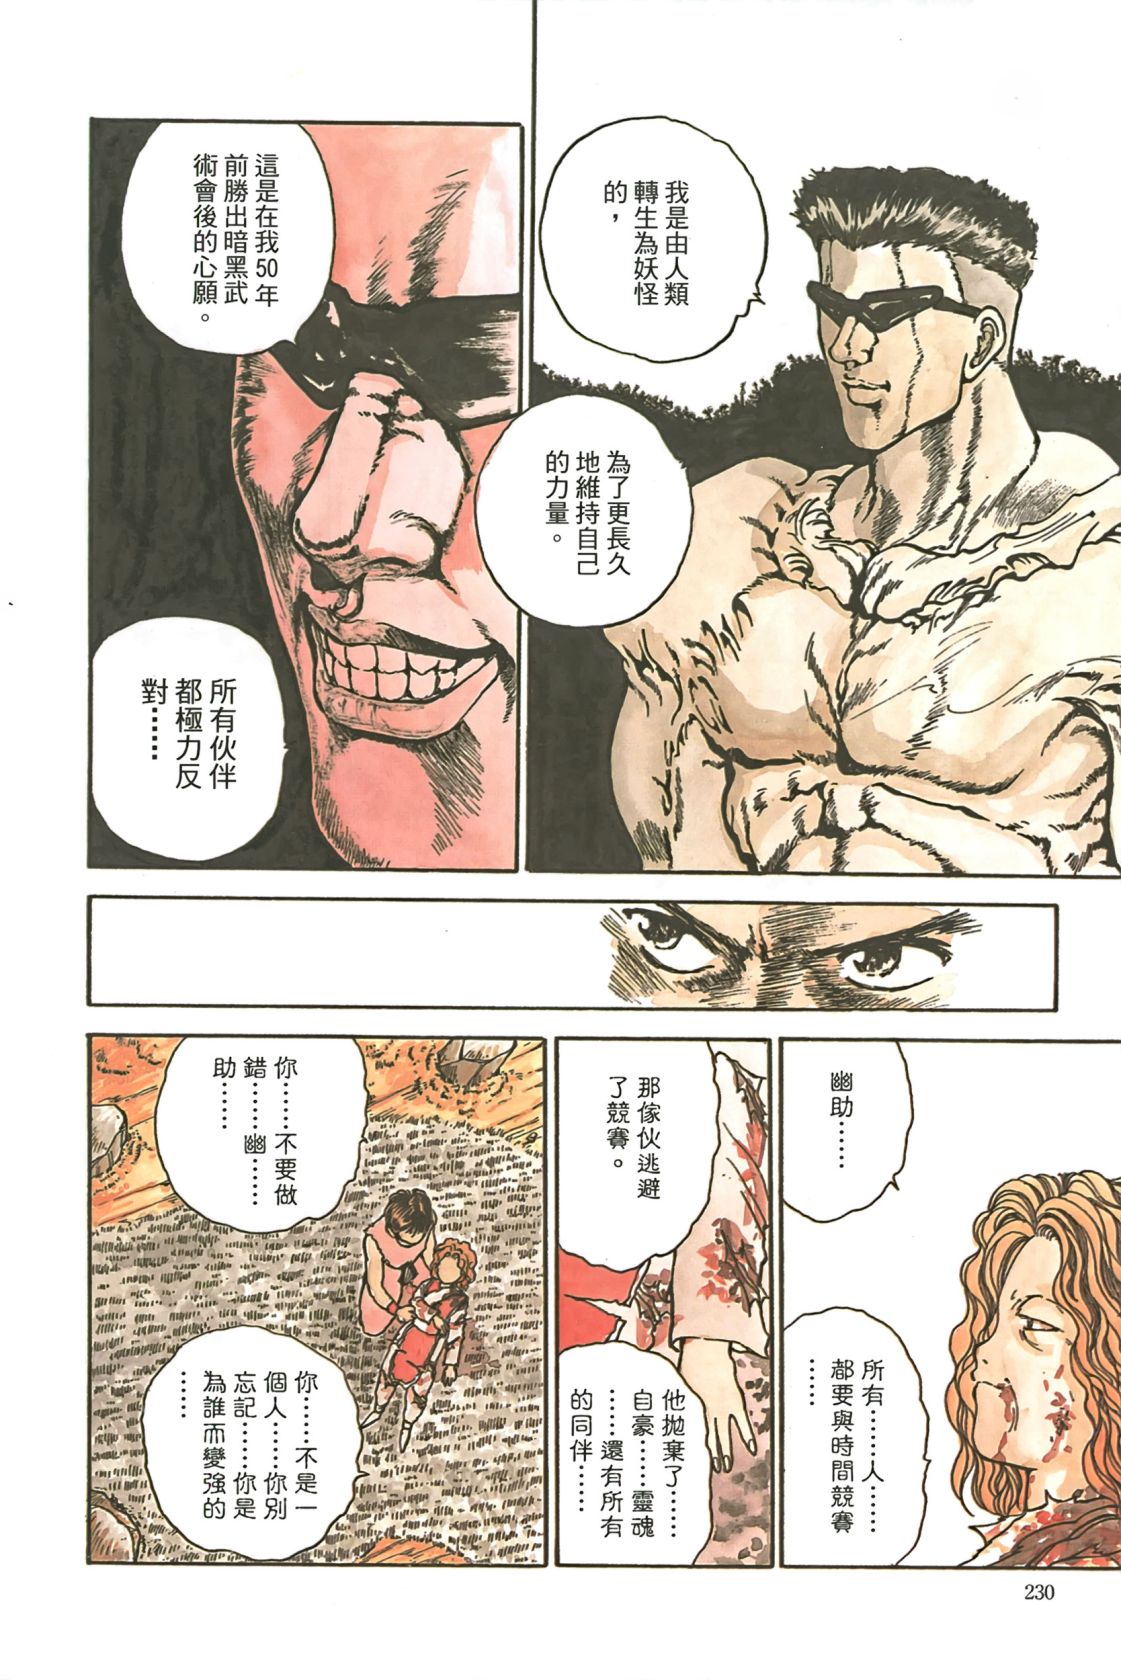 我是由人類
轉生為妖怪
的，
為了更長久
地維持自己
的力量。
這是在我50年
前勝出暗黑武
術會後的心願。
所有伙伴
都極力反
對……
幽助……
所有……人……
都要與時間競賽
……
那傢伙逃避
了競賽。
他拋棄了……
自豪……靈魂
……還有所有
的同伴……
你……不要做
錯……幽……
助……
你……不是一
個人……你別
忘記……你是
為誰而變強的
……
230